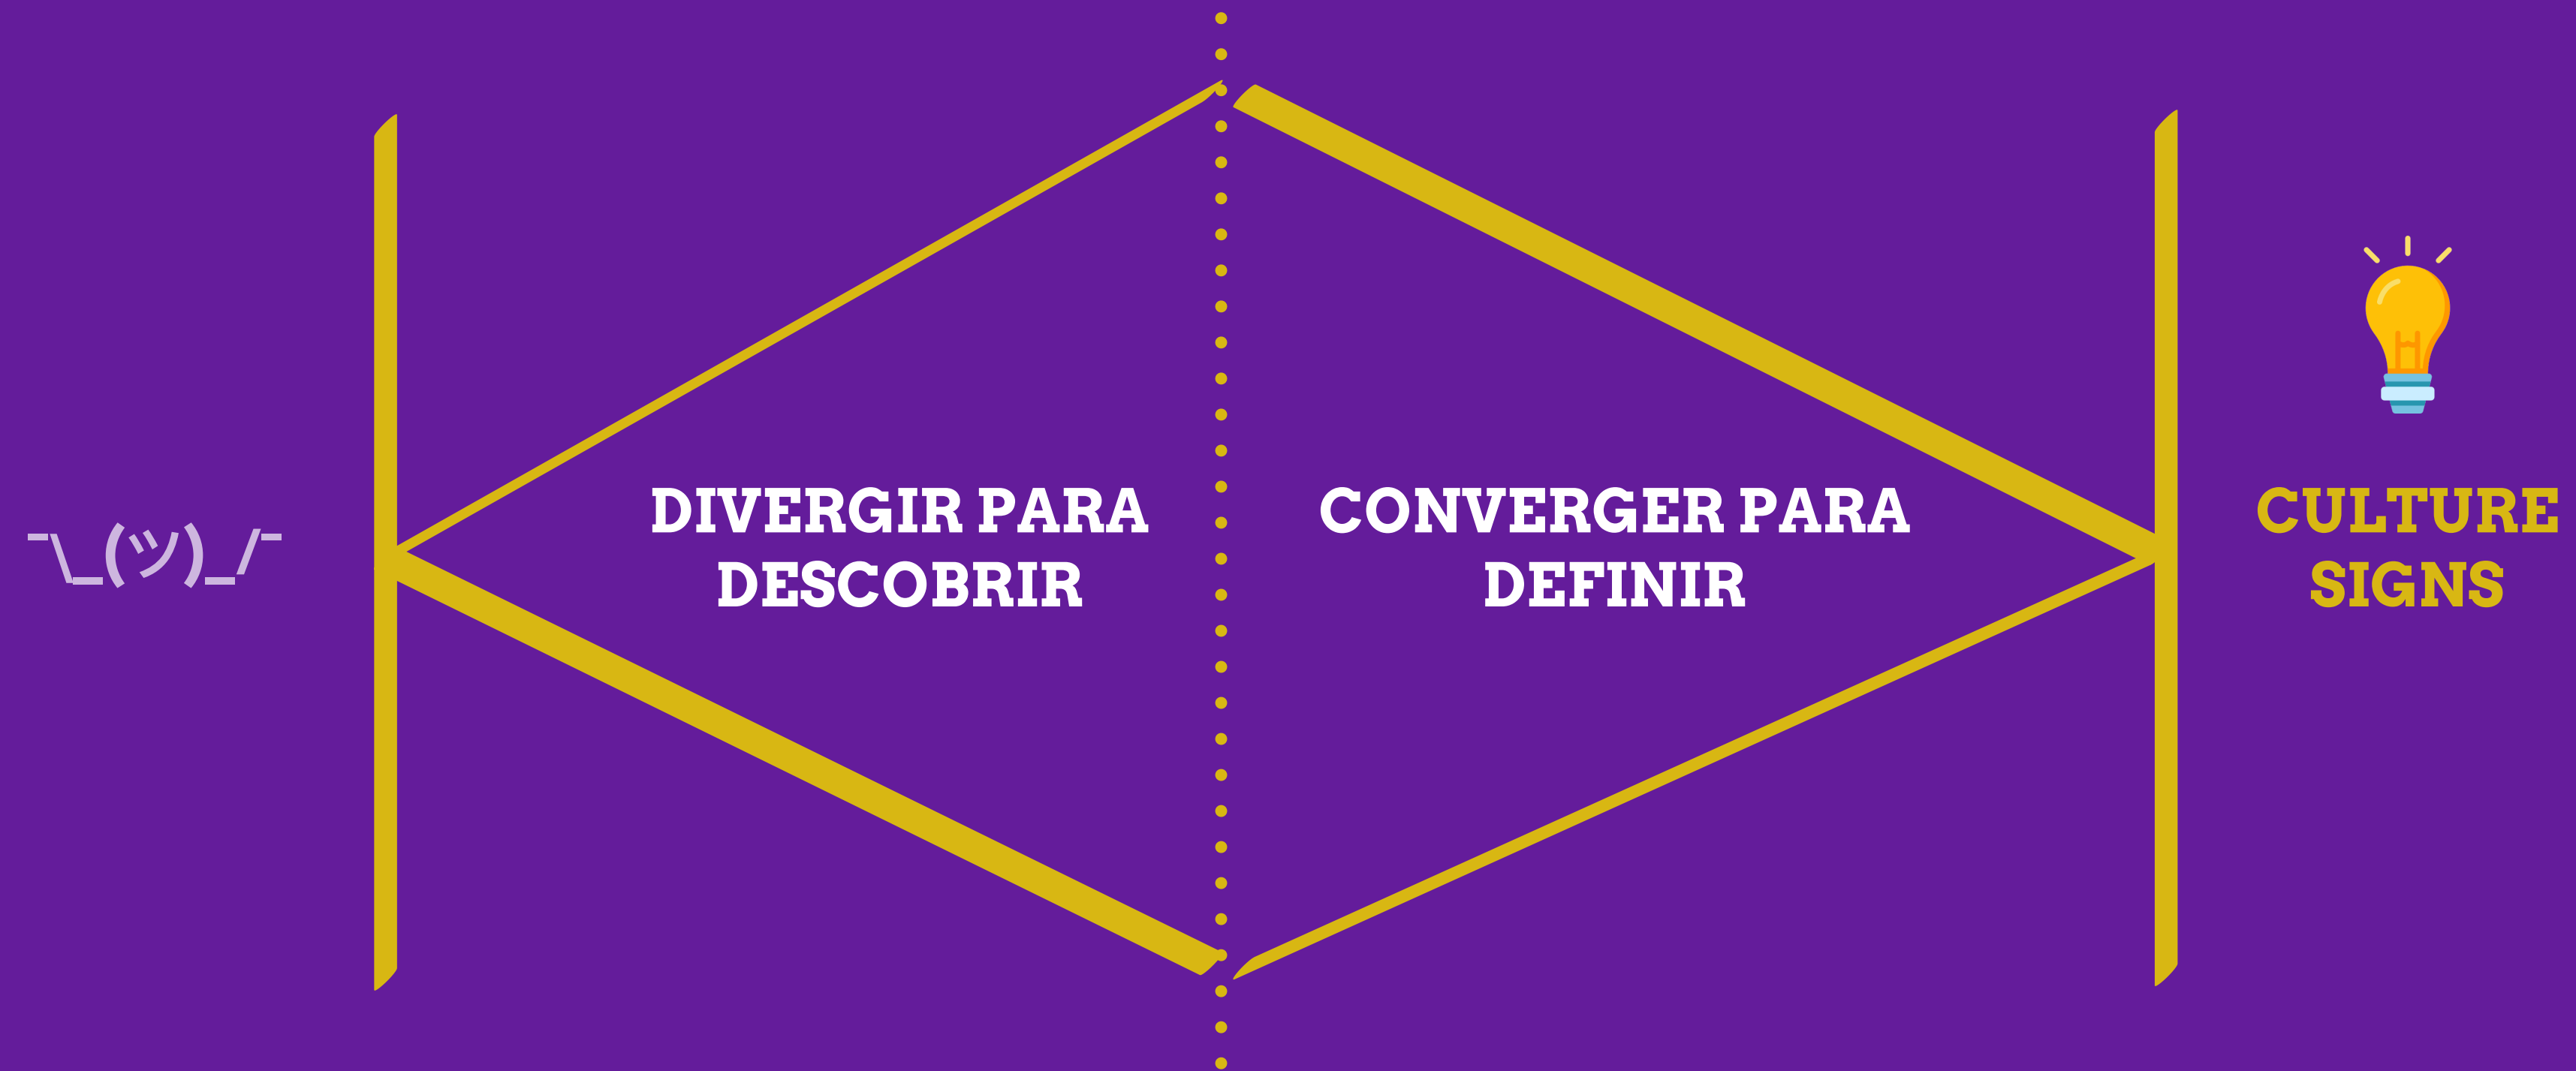 ¯\_(ツ)_/¯
DIVERGIR PARA
DESCOBRIR
CONVERGER PARA
DEFINIR
CULTURE
SIGNS